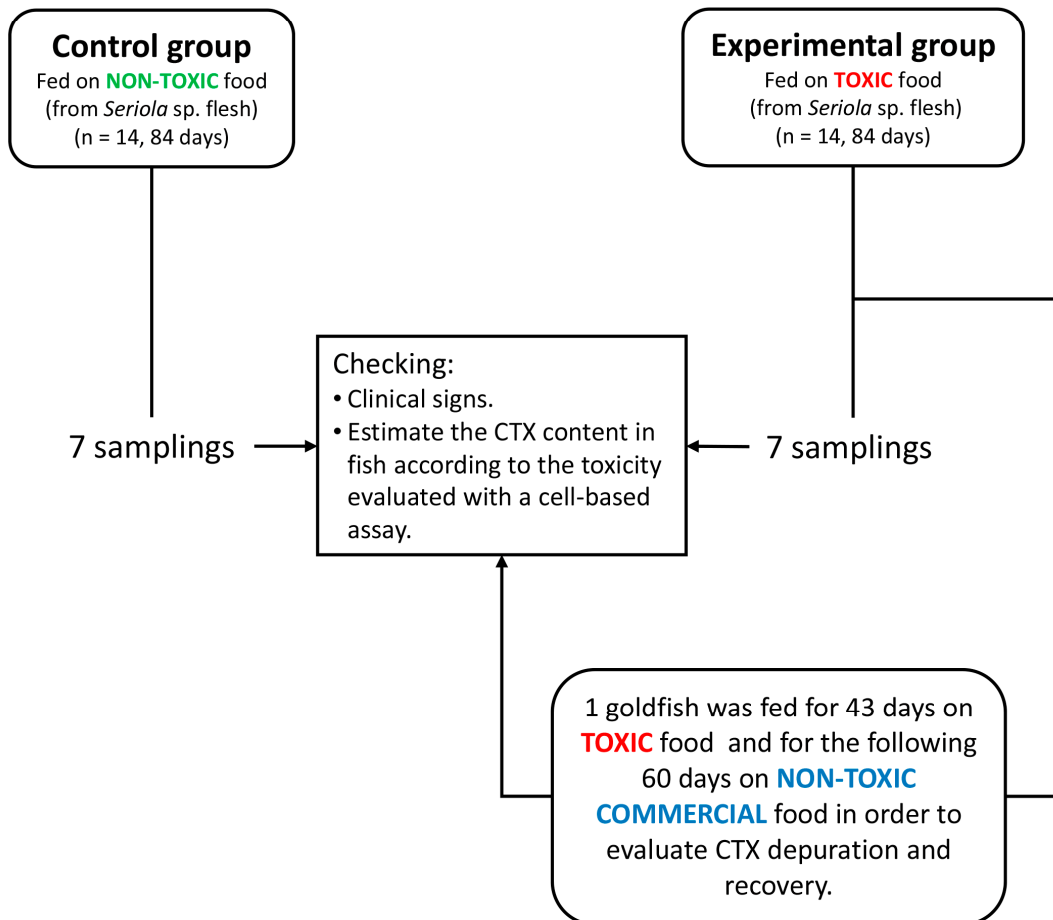 Control group
Fed on NON-TOXIC food
(from Seriola sp. flesh)
(n = 14, 84 days)
Experimental group
Fed on TOXIC food
(from Seriola sp. flesh)
(n = 14, 84 days)
7 samplings
Checking:
• Clinical signs.
• Estimate the CTX content in
fish according to the toxicity
evaluated with a cell-based
assay.
7 samplings
1 goldfish was fed for 43 days on
TOXIC food and for the following
60 days on NON-TOXIC
COMMERCIAL food in order to
evaluate CTX depuration and
recovery.